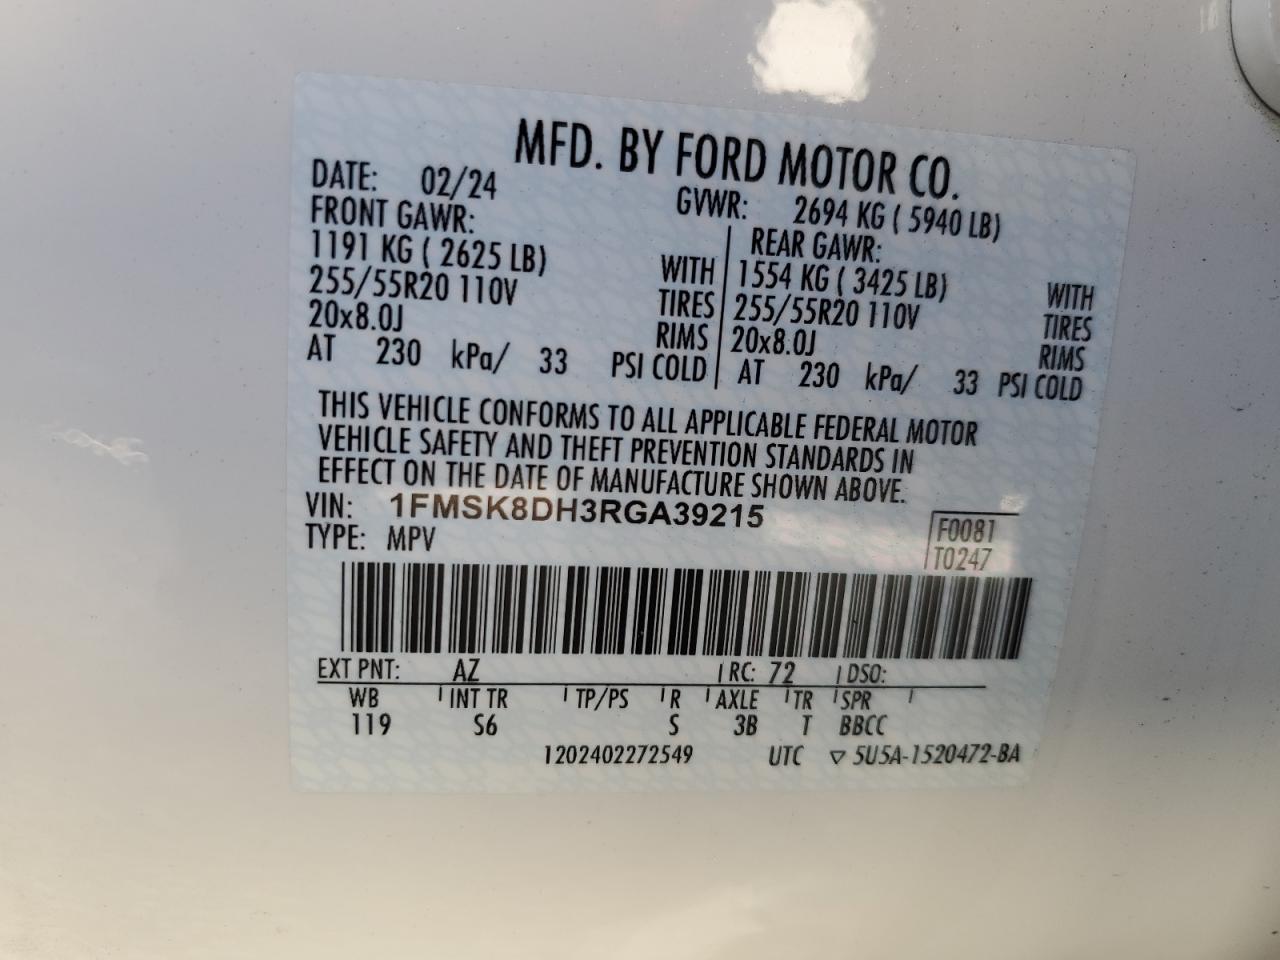 MFD. BY FORD MOTOR CO.
DATE: 02/24 GVWR: 2694 KG ( 5940 LB)
FRONT GAWR: REAR GAWR:
1191 KG ( 2625 LB) WITH 1554 KG ( 3425 LB) WITH
255/55R20 110V TIRES 255/55R20 110V TIRES
20x8.0J RIMS 20x8.0J RIMS
AT 230 kPa/ 33 PSI COLD AT 230 kPa/ 33 PSI COLD
THIS VEHICLE CONFORMS TO ALL APPLICABLE FEDERAL MOTOR
VEHICLE SAFETY AND THEFT PREVENTION STANDARDS IN
EFFECT ON THE DATE OF MANUFACTURE SHOWN ABOVE.
VIN: 1FMSK8DH3RGA39215 F0081
TYPE: MPV T0247
EXT PNT: AZ RC: 72 DSO:
WB INT TR TP/PS R AXLE TR SPR
119 S6 S 3B T BBCC
1202402272549 UTC ▽ 5U5A-1520472-BA